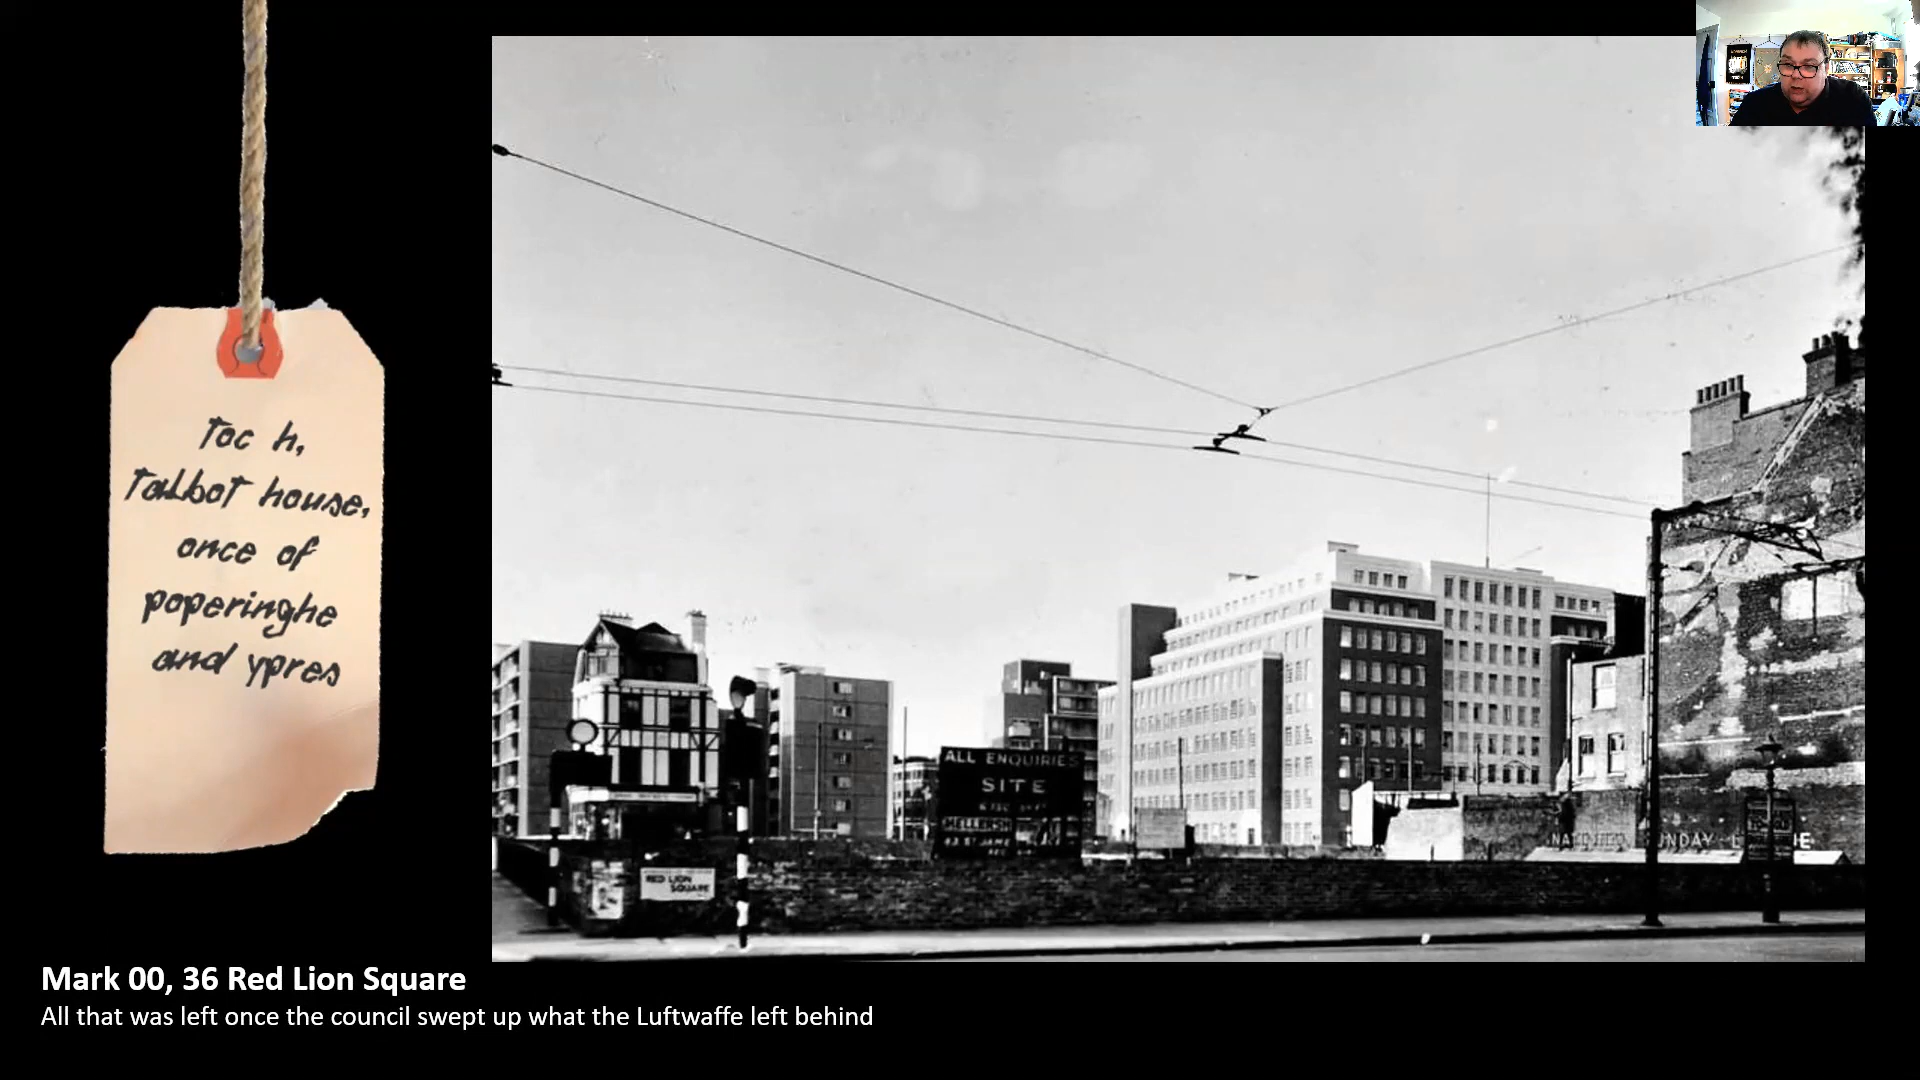 Toc h,
Talbot house,
once of
poperinghe
and ypres
ALL ENQUIRIES
SITE
MELLERSH
RED LION
SQUARE
Mark 00, 36 Red Lion Square
All that was left once the council swept up what the Luftwaffe left behind